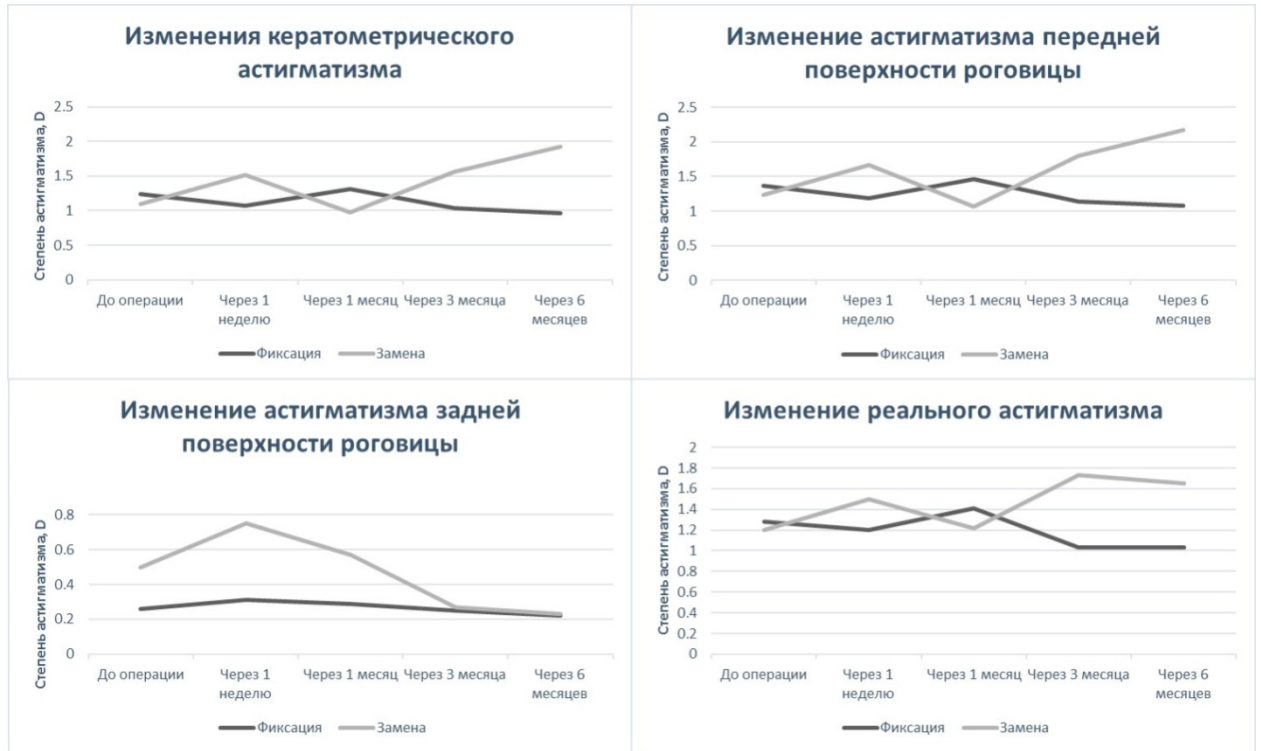 Изменения кератометрического
астигматизма
Степень астигматизма, D
2.5
2
1.5
1
0.5
0
До операции
Через 1
неделю
Через 1 месяц
Через 3 месяца
Через 6
месяцев
Фиксация
Замена
Изменение астигматизма передней
поверхности роговицы
Степень астигматизма, D
2.5
2
1.5
1
0.5
0
До операции
Через 1
неделю
Через 1 месяц
Через 3 месяца
Через 6
месяцев
Фиксация
Замена
Изменение астигматизма задней
поверхности роговицы
Степень астигматизма, D
0.8
0.6
0.4
0.2
0
До операции
Через 1
неделю
Через 1 месяц
Через 3 месяца
Через 6
месяцев
Фиксация
Замена
Изменение реального астигматизма
Степень астигматизма, D
2
1.8
1.6
1.4
1.2
1
0.8
0.6
0.4
0.2
0
До операции
Через 1
неделю
Через 1 месяц
Через 3 месяца
Через 6
месяцев
Фиксация
Замена